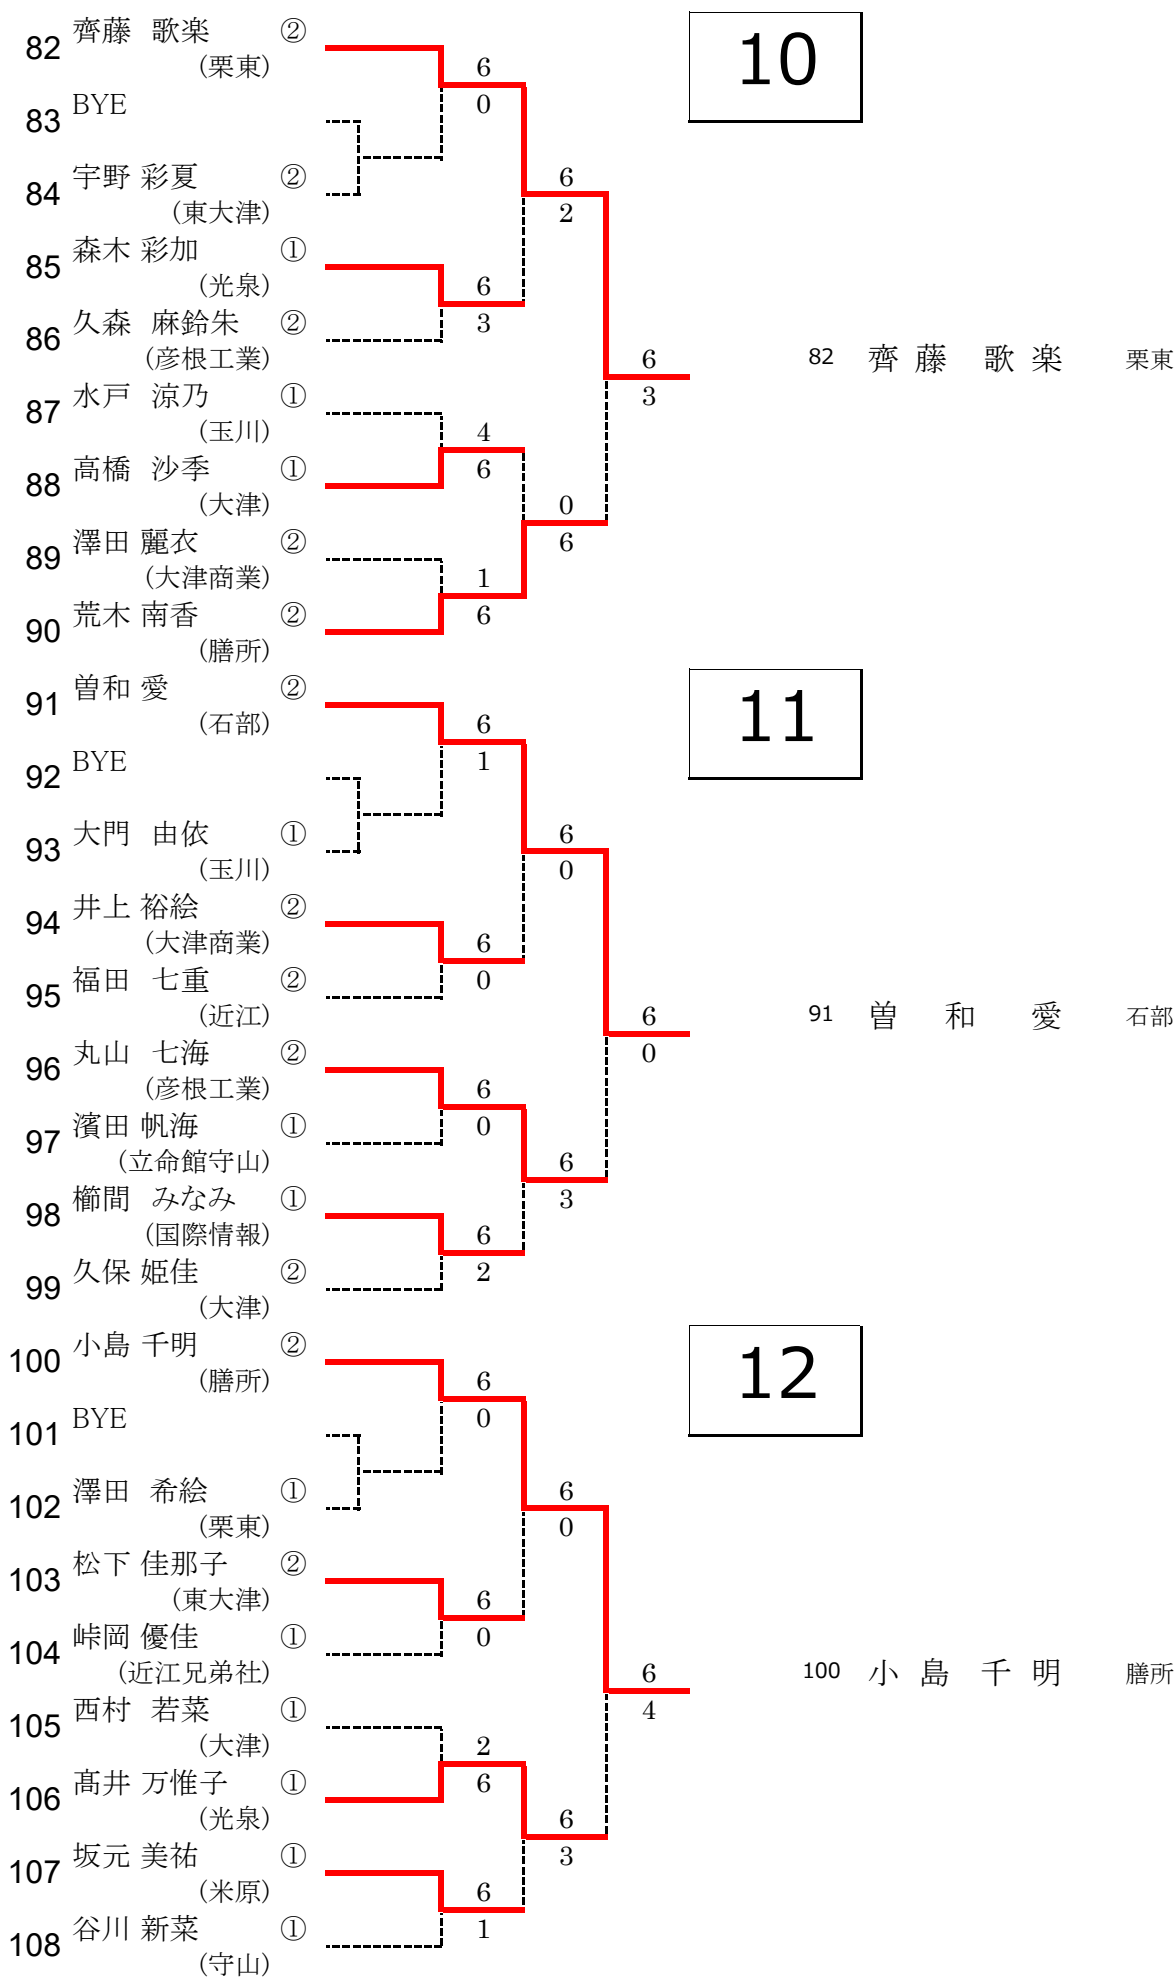 82 齊藤 歌楽 ②
(栗東)
6
0
10
83 BYE
84 宇野 彩夏 ②
(東大津)
6
2
85 森木 彩加 ①
(光泉)
6
3
86 久森 麻鈴朱 ②
(彦根工業)
6
3
82 齊藤 歌楽 栗東
87 水戸 涼乃 ①
(玉川)
4
6
88 高橋 沙季 ①
(大津)
0
6
89 澤田 麗衣 ②
(大津商業)
1
6
90 荒木 南香 ②
(膳所)
91 曽和 愛 ②
(石部)
6
1
11
92 BYE
93 大門 由依 ①
(玉川)
6
0
94 井上 裕絵 ②
(大津商業)
6
0
95 福田 七重 ②
(近江)
6
0
91 曽和 愛 石部
96 丸山 七海 ②
(彦根工業)
6
0
97 濱田 帆海 ①
(立命館守山)
6
3
98 櫛間 みなみ ①
(国際情報)
6
2
99 久保 姫佳 ②
(大津)
100 小島 千明 ②
(膳所)
6
0
12
101 BYE
102 澤田 希絵 ①
(栗東)
6
0
103 松下 佳那子 ②
(東大津)
6
0
104 峠岡 優佳 ①
(近江兄弟社)
6
4
100 小島 千明 膳所
105 西村 若菜 ①
(大津)
2
6
106 髙井 万惟子 ①
(光泉)
6
3
107 坂元 美祐 ①
(米原)
6
1
108 谷川 新菜 ①
(守山)